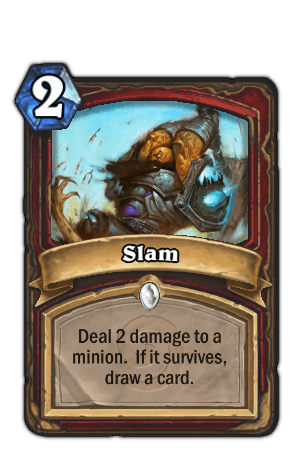 2
Slam
Deal 2 damage to a
minion. If it survives,
draw a card.